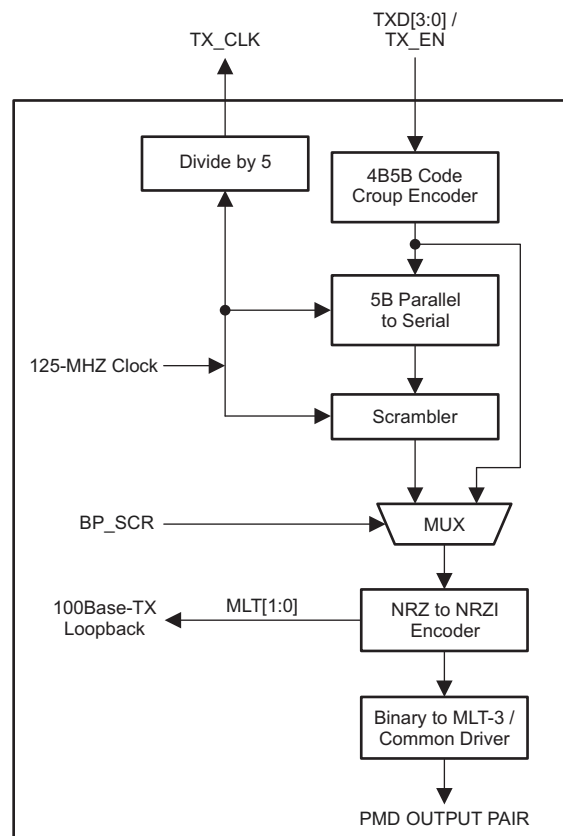 TXD[3:0] /
TX_EN
TX_CLK
Divide by 5
4B5B Code
Croup Encoder
5B Parallel
to Serial
125-MHZ Clock
Scrambler
BP_SCR
MUX
100Base-TX
Loopback
MLT[1:0]
NRZ to NRZI
Encoder
Binary to MLT-3 /
Common Driver
PMD OUTPUT PAIR